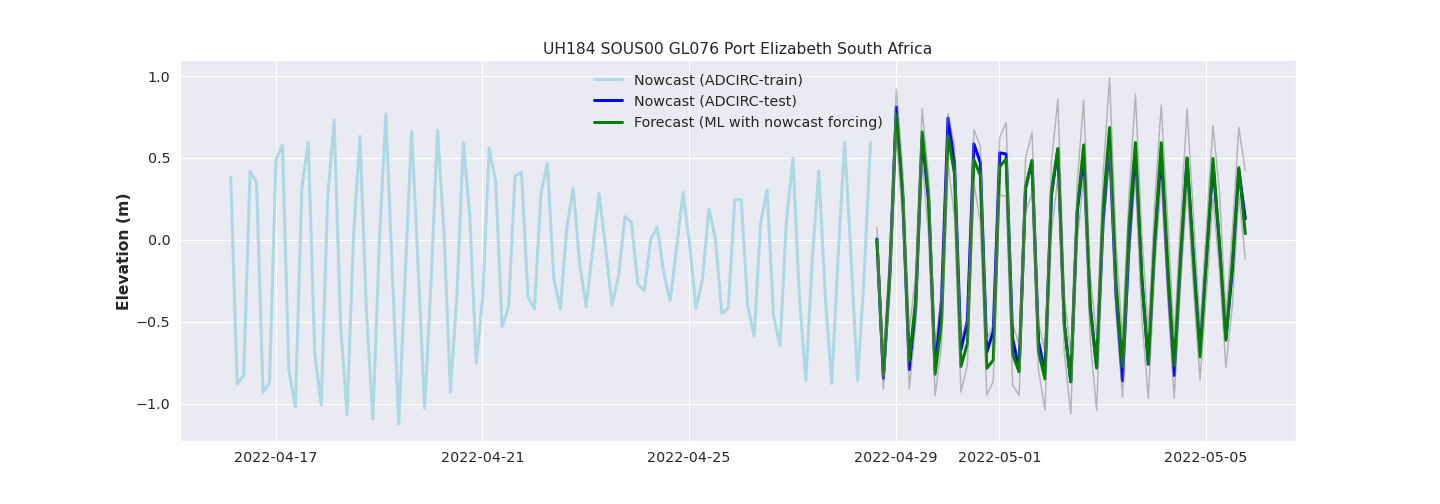 UH184 SOUS00 GL076 Port Elizabeth South Africa
Nowcast (ADCIRC-train)
Nowcast (ADCIRC-test)
Forecast (ML with nowcast forcing)
Elevation (m)
1.0
0.5
0.0
−0.5
−1.0
2022-04-17 2022-04-21 2022-04-25 2022-04-29 2022-05-01 2022-05-05